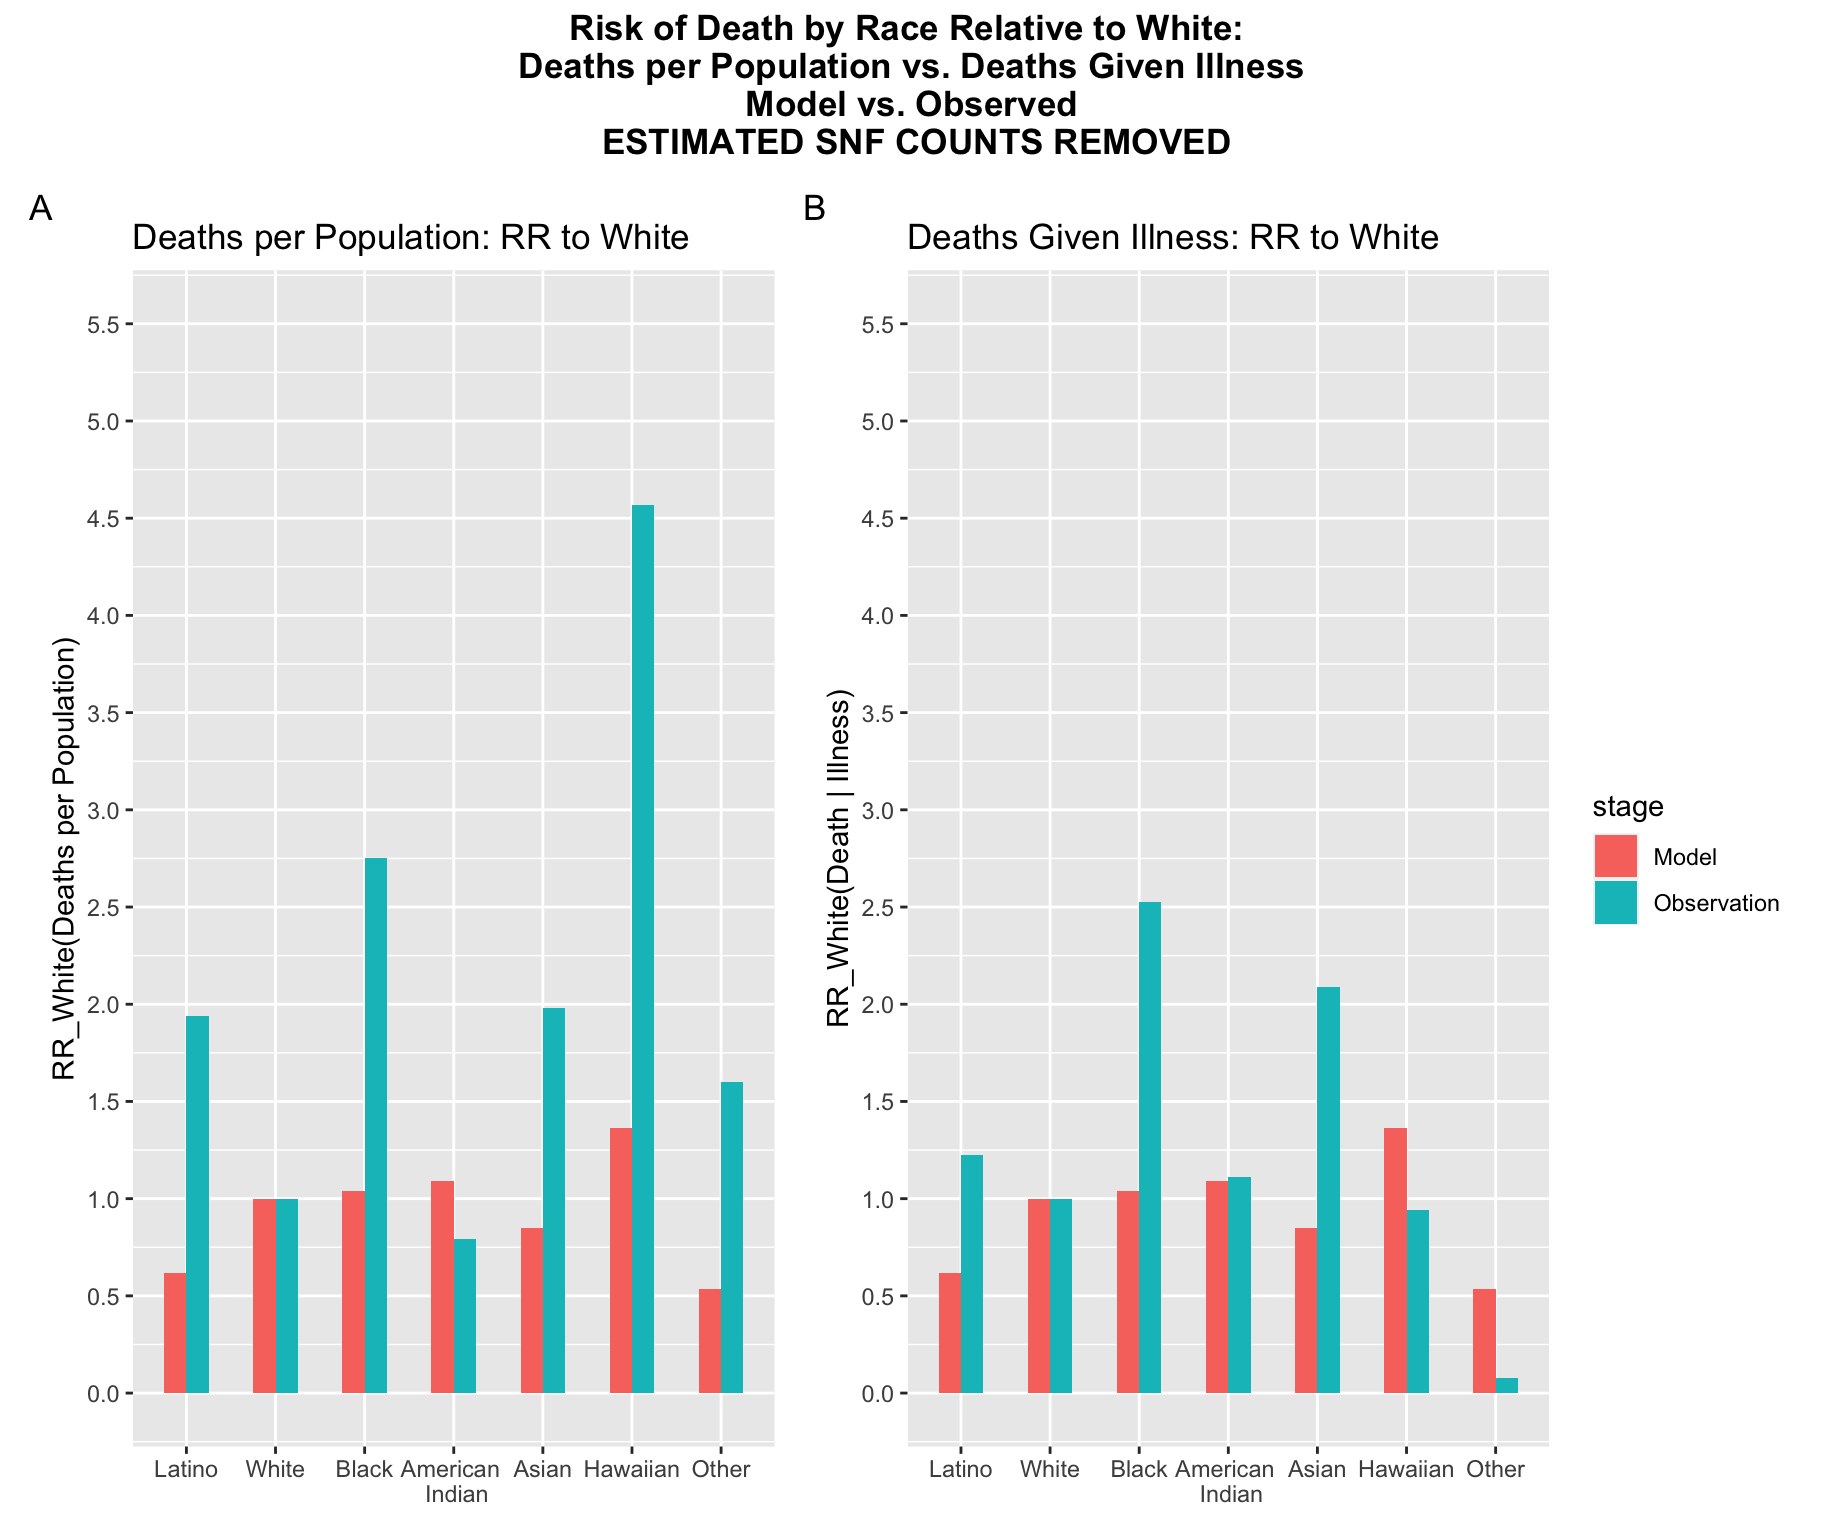 Risk of Death by Race Relative to White:
Deaths per Population vs. Deaths Given Illness
Model vs. Observed
ESTIMATED SNF COUNTS REMOVED
A
Deaths per Population: RR to White
RR_White(Deaths per Population)
5.5
5.0
4.5
4.0
3.5
3.0
2.5
2.0
1.5
1.0
0.5
0.0
Latino White Black American Asian Hawaiian Other
Indian
B
Deaths Given Illness: RR to White
RR_White(Death | Illness)
5.5
5.0
4.5
4.0
3.5
3.0
2.5
2.0
1.5
1.0
0.5
0.0
Latino White Black American Asian Hawaiian Other
Indian
stage
Model
Observation